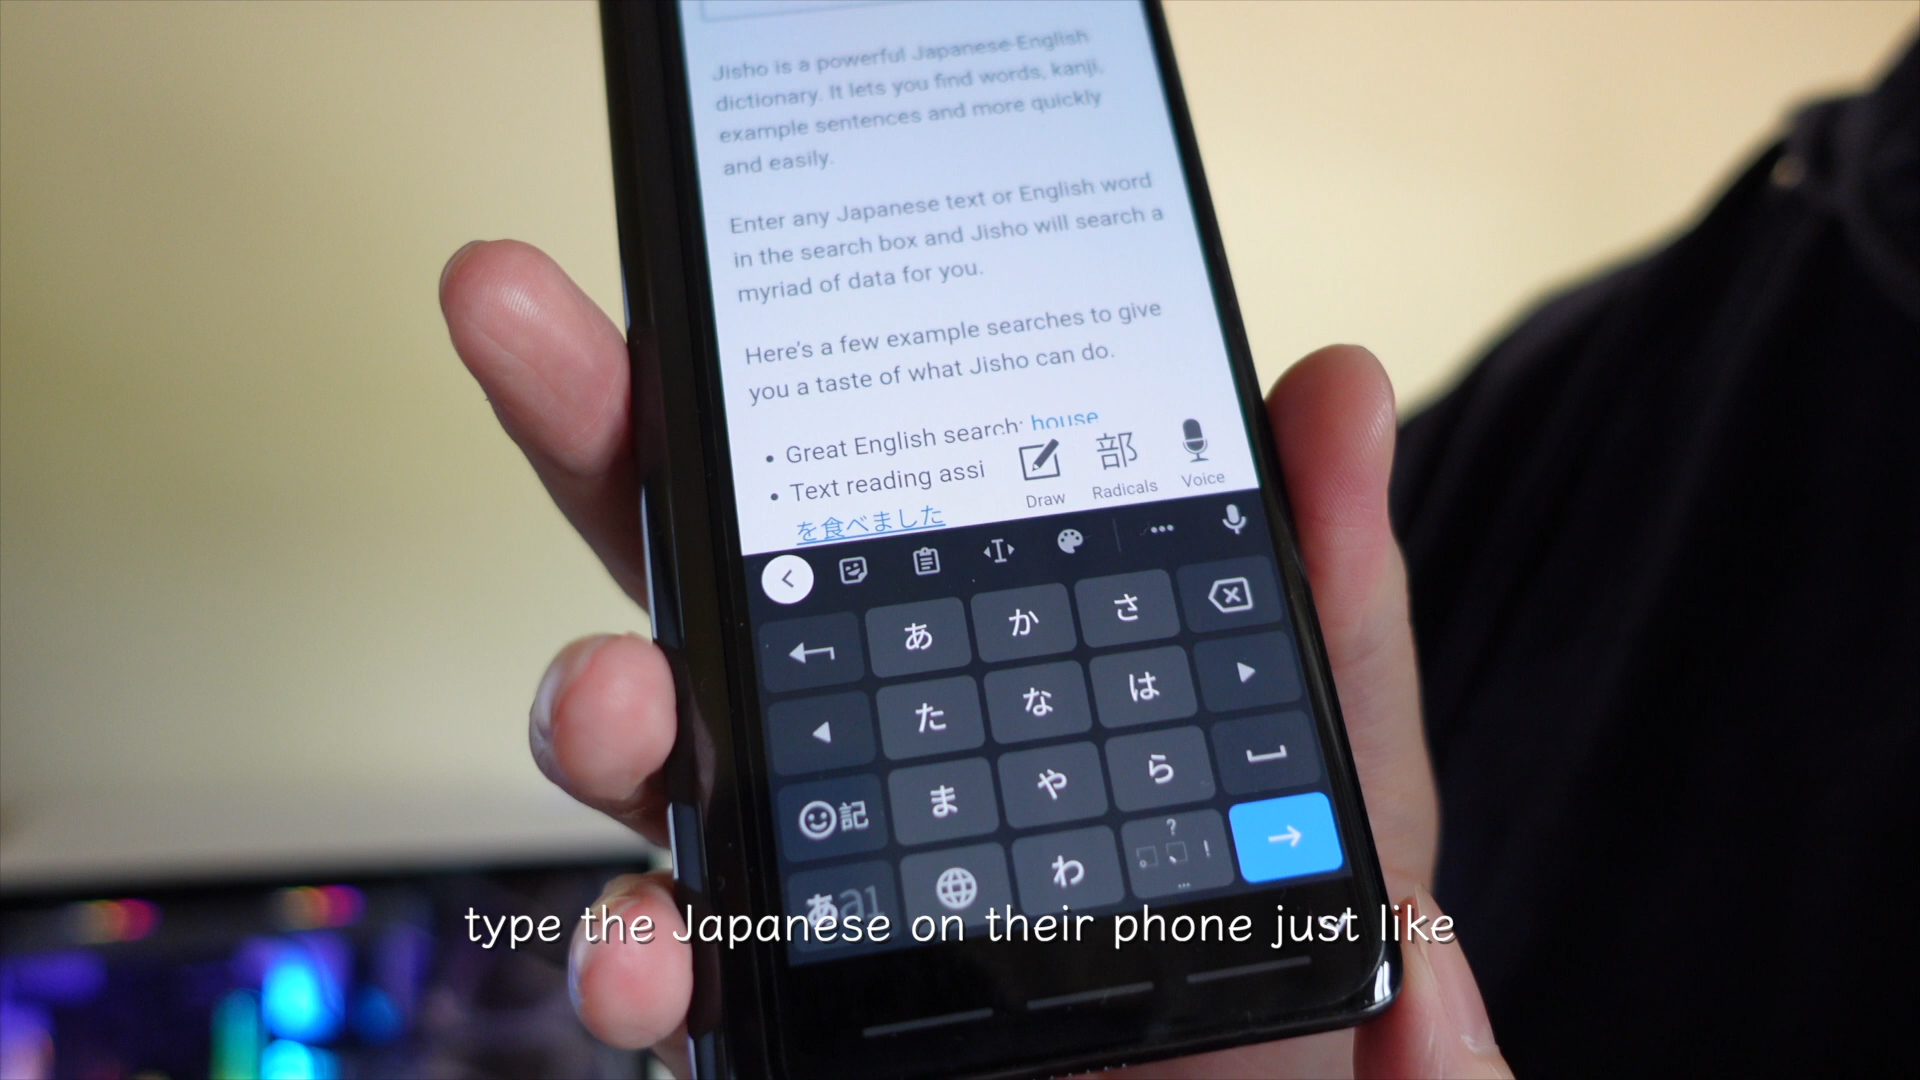 Jisho is a powerful Japanese-English
dictionary. It lets you find words, kanji,
example sentences and more quickly
and easily.
Enter any Japanese text or English word
in the search box and Jisho will search a
myriad of data for you.
Here's a few example searches to give
you a taste of what Jisho can do.
• Great English search: house
• Text reading assi
を食べました
Draw
部
Radicals
Voice
あ か さ
た な は
記 ま や ら
あa1 わ 。?!、…
type the Japanese on their phone just like